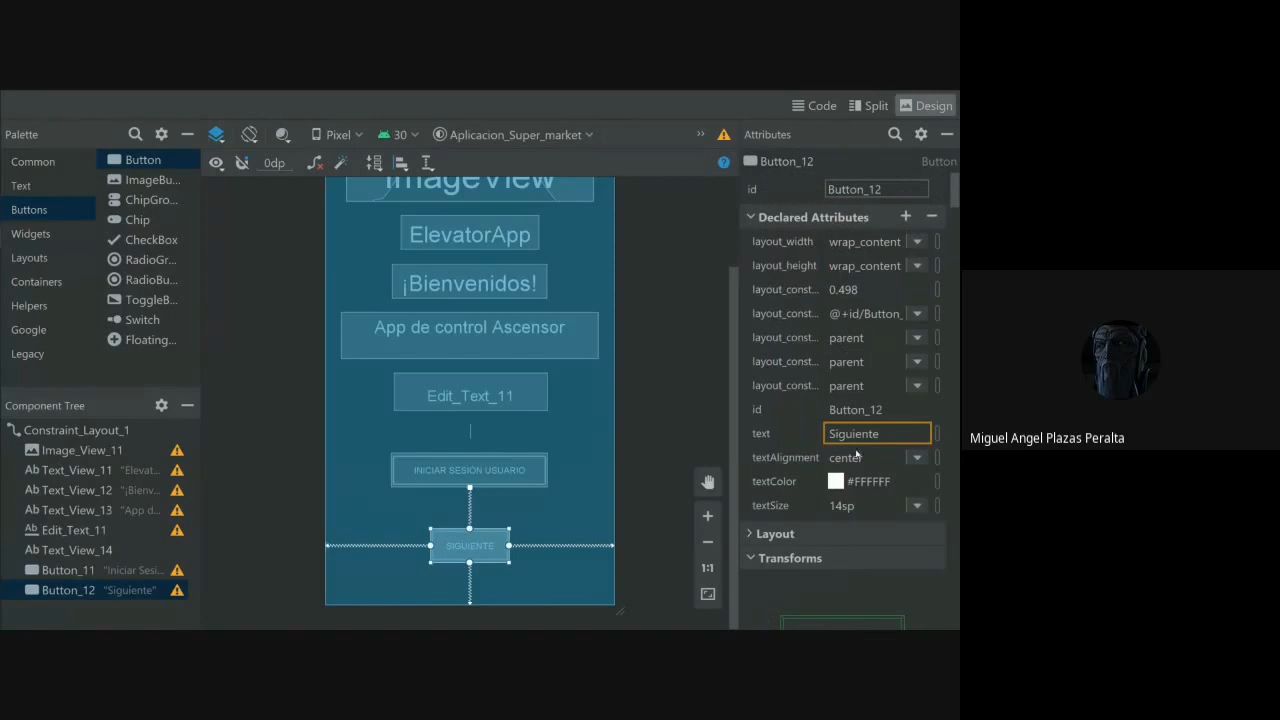 Code
Split
Design
Palette
Pixel
30
Aplicacion_Super_market
»
Attributes
Common
Text
Buttons
Widgets
Layouts
Containers
Helpers
Google
Legacy
Button
ImageBu...
ChipGro...
Chip
CheckBox
RadioGr...
RadioBu...
ToggleB...
Switch
Floating...
0dp
ImageView
ElevatorApp
¡Bienvenidos!
App de control Ascensor
Edit_Text_11
INICIAR SESIÓN USUARIO
SIGUIENTE
1:1
Component Tree
Constraint_Layout_1
Image_View_11
Ab Text_View_11 "Elevat...
Ab Text_View_12 "¡Bienv...
Ab Text_View_13 "App d...
Ab Edit_Text_11
Ab Text_View_14
Button_11 "Iniciar Sesi...
Button_12 "Siguiente"
Button_12 Button
id Button_12
Declared Attributes
layout_width wrap_content
layout_height wrap_content
layout_const... 0.498
layout_const... @+id/Button_
layout_const... parent
layout_const... parent
layout_const... parent
id Button_12
text Siguiente
textAlignment center
textColor #FFFFFF
textSize 14sp
Layout
Transforms
Miguel Angel Plazas Peralta